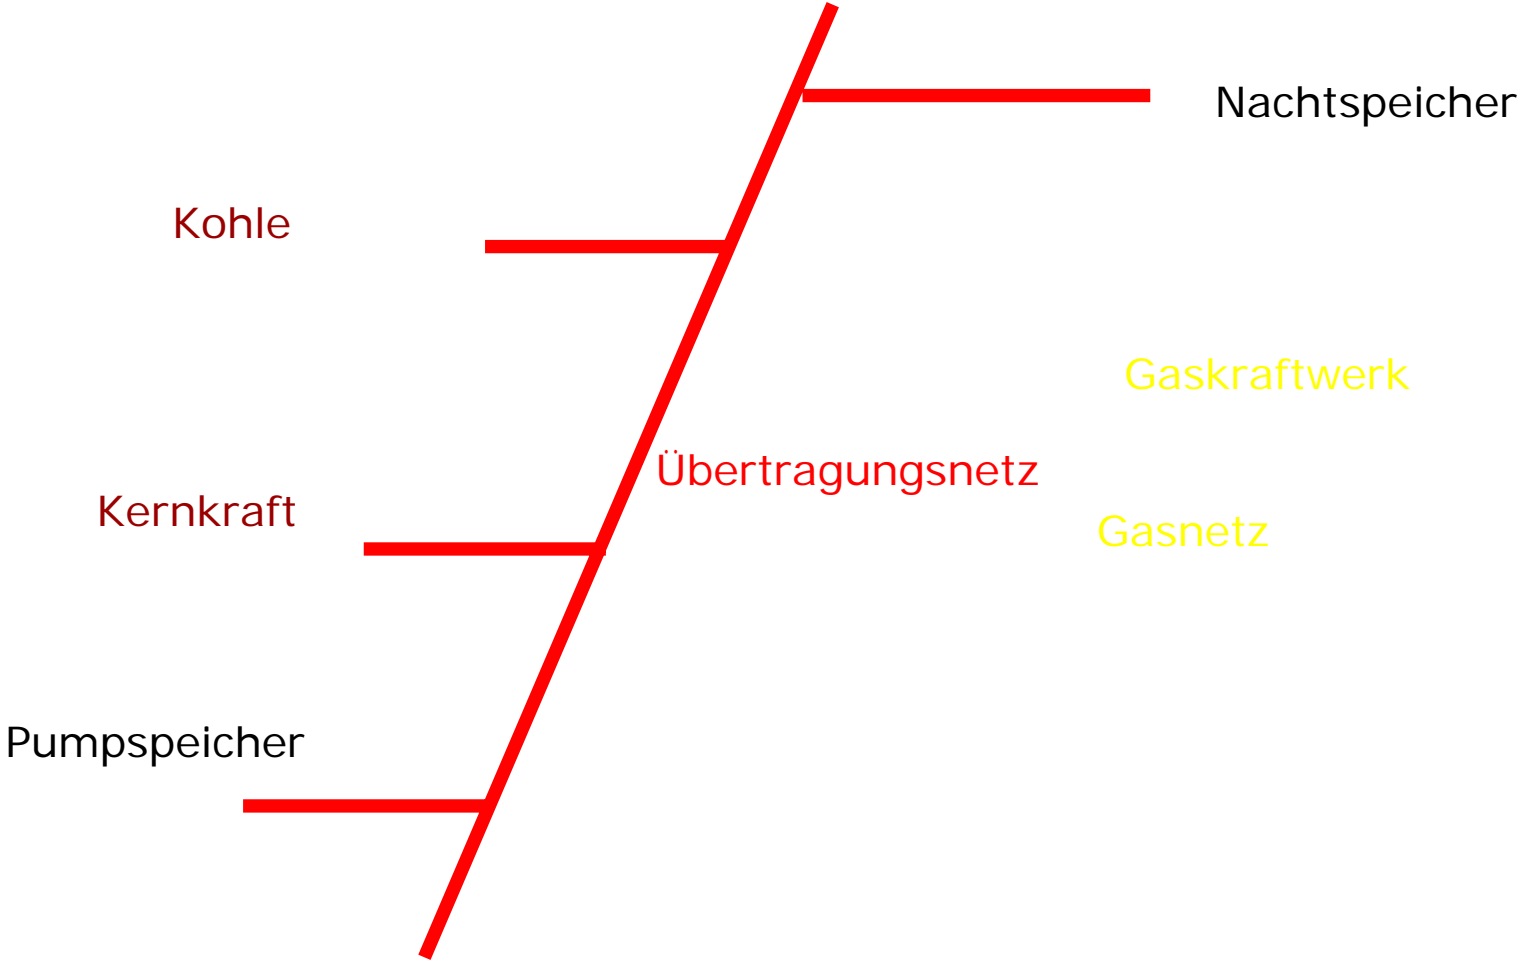 Nachtspeicher
Kohle
Gaskraftwerk
Übertragungsnetz
Kernkraft
Gasnetz
Pumpspeicher